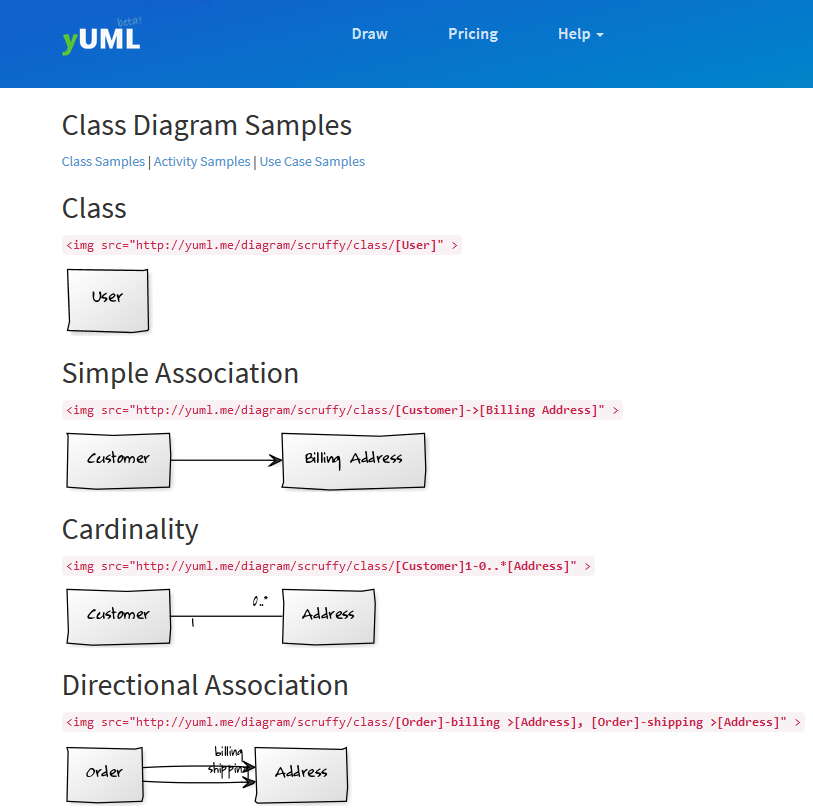 beta!
yUML
Draw Pricing Help
Class Diagram Samples
Class Samples | Activity Samples | Use Case Samples
Class
<img src="http://yuml.me/diagram/scruffy/class/[User]" >
User
Simple Association
<img src="http://yuml.me/diagram/scruffy/class/[Customer]->[Billing Address]" >
Customer Billing Address
Cardinality
<img src="http://yuml.me/diagram/scruffy/class/[Customer]1-0..*[Address]" >
0..*
Customer Address
1
Directional Association
<img src="http://yuml.me/diagram/scruffy/class/[Order]-billing >[Address], [Order]-shipping >[Address]" >
billing
shipping
Order Address